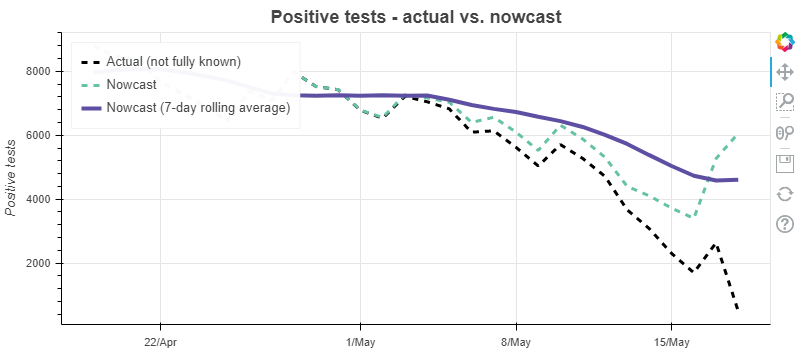 Positive tests - actual vs. nowcast
Actual (not fully known)
Nowcast
Nowcast (7-day rolling average)
8000
6000
4000
2000
Positive tests
22/Apr
1/May
8/May
15/May